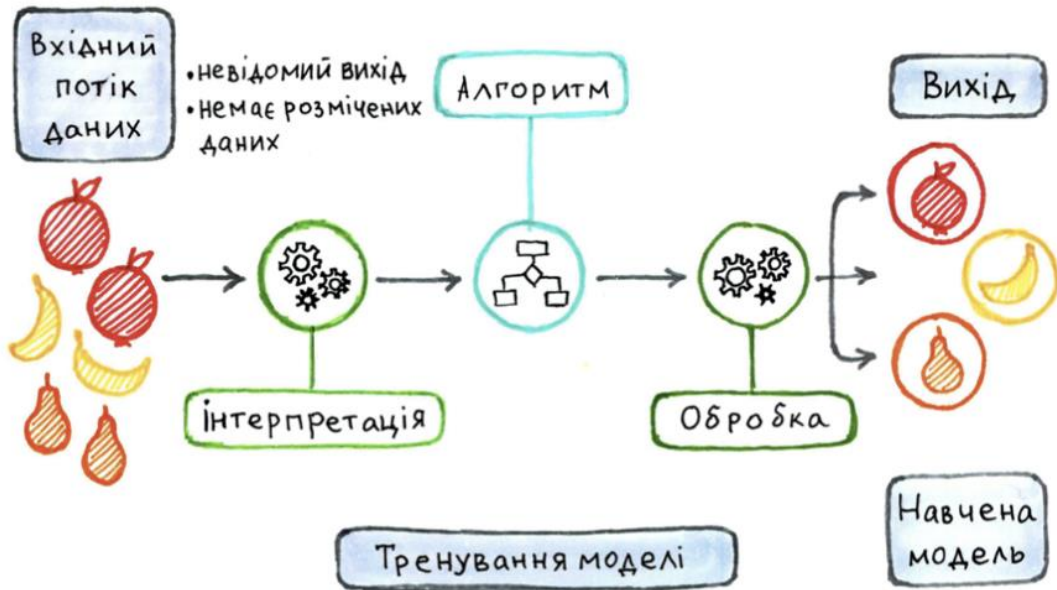 Вхідний
потік
даних
•невідомий вихід
•немає розмічених
даних
Алгоритм
Вихід
інтерпретація
Обробка
Тренування моделі
Навчена
модель